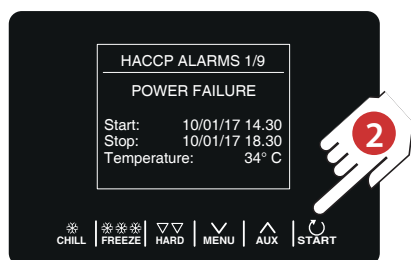 HACCP ALARMS 1/9
POWER FAILURE
Start: 10/01/17 14.30
Stop: 10/01/17 18.30
Temperature: 34° C
2
CHILL FREEZE HARD MENU AUX START